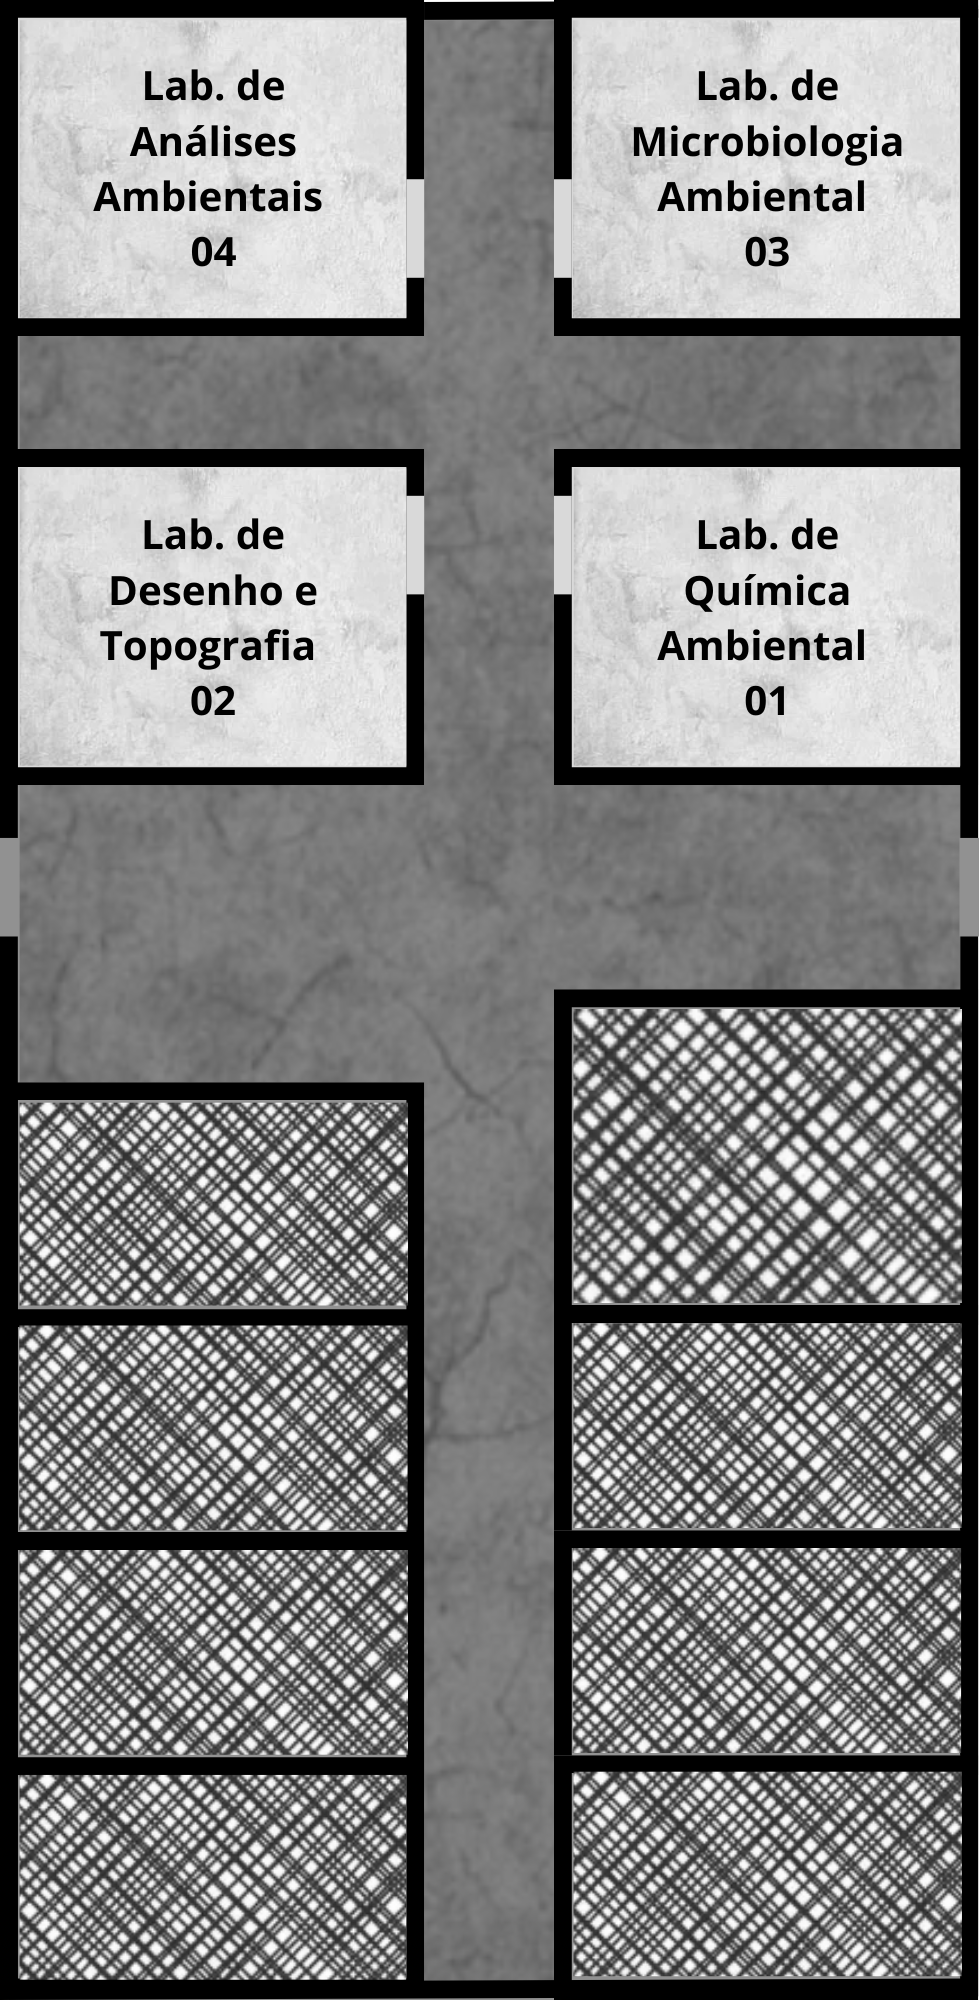 Lab. de
Análises
Ambientais
04
Lab. de
Microbiologia
Ambiental
03
Lab. de
Desenho e
Topografia
02
Lab. de
Química
Ambiental
01